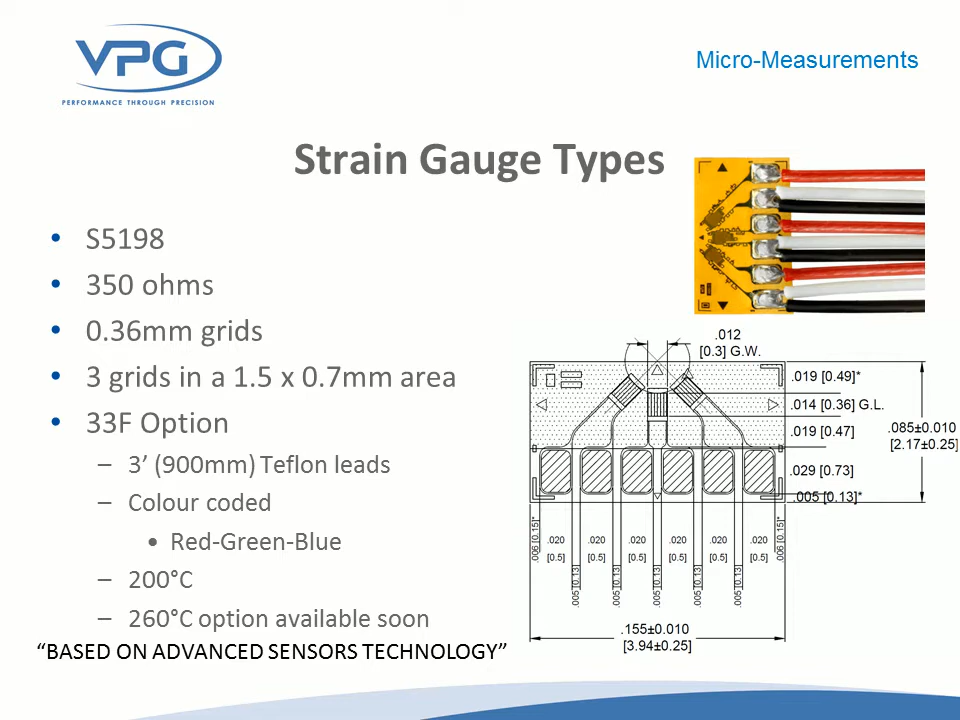 VPG
PERFORMANCE THROUGH PRECISION
Micro-Measurements
Strain Gauge Types
• S5198
• 350 ohms
• 0.36mm grids
• 3 grids in a 1.5 x 0.7mm area
• 33F Option
– 3’ (900mm) Teflon leads
– Colour coded
• Red-Green-Blue
– 200°C
– 260°C option available soon
“BASED ON ADVANCED SENSORS TECHNOLOGY”
.012
[0.3] G.W.
.019 [0.49]*
.014 [0.36] G.L.
.019 [0.47]
.085±0.010
[2.17±0.25]
.029 [0.73]
.005 [0.13]*
.006 [0.15]*
.020 .020 .020 .020 .020 .020
[0.5] [0.5] [0.5] [0.5] [0.5] [0.5]
.006 [0.15]*
.005 [0.13] .005 [0.13] .005 [0.13] .005 [0.13] .005 [0.13]
.155±0.010
[3.94±0.25]